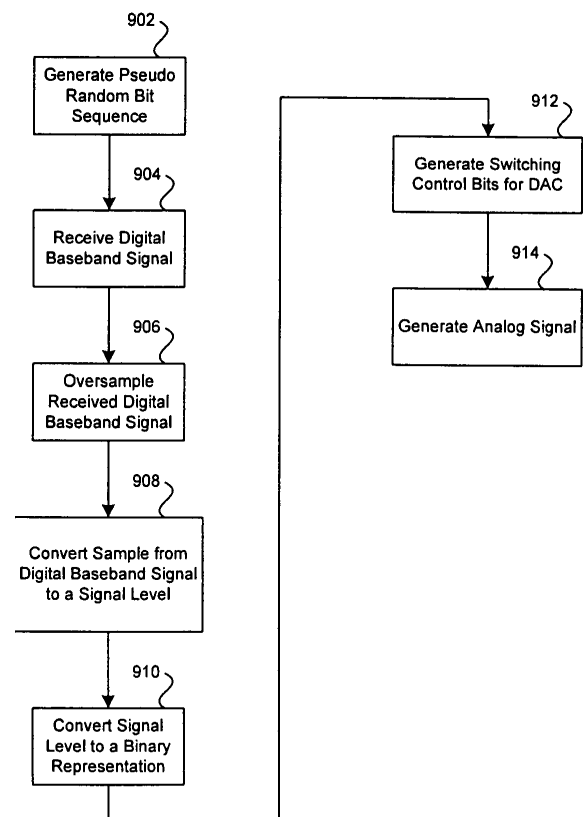 902
Generate Pseudo
Random Bit
Sequence
904
Receive Digital
Baseband Signal
906
Oversample
Received Digital
Baseband Signal
908
Convert Sample from
Digital Baseband Signal
to a Signal Level
910
Convert Signal
Level to a Binary
Representation
912
Generate Switching
Control Bits for DAC
914
Generate Analog Signal